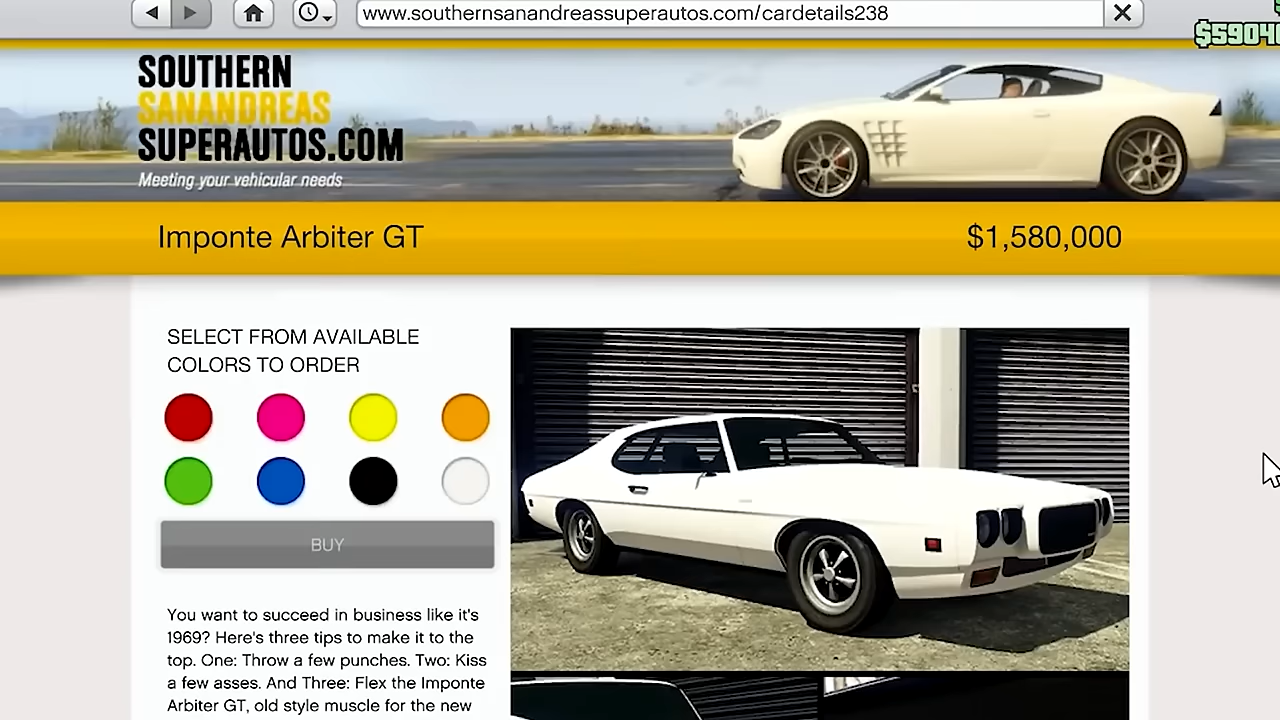 www.southernsanandreassuperautos.com/cardetails238
SOUTHERN
SANANDREAS
SUPERAUTOS.COM
Meeting your vehicular needs
Imponte Arbiter GT
$1,580,000
SELECT FROM AVAILABLE
COLORS TO ORDER
BUY
You want to succeed in business like it's
1969? Here's three tips to make it to the
top. One: Throw a few punches. Two: Kiss
a few asses. And Three: Flex the Imponte
Arbiter GT, old style muscle for the new